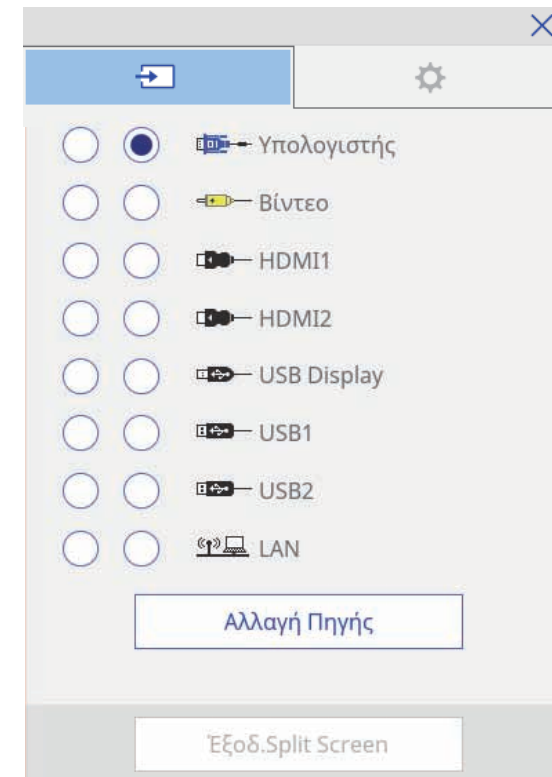 Υπολογιστής
Βίντεο
HDMI1
HDMI2
USB Display
USB1
USB2
LAN
Αλλαγή Πηγής
Έξοδ.Split Screen